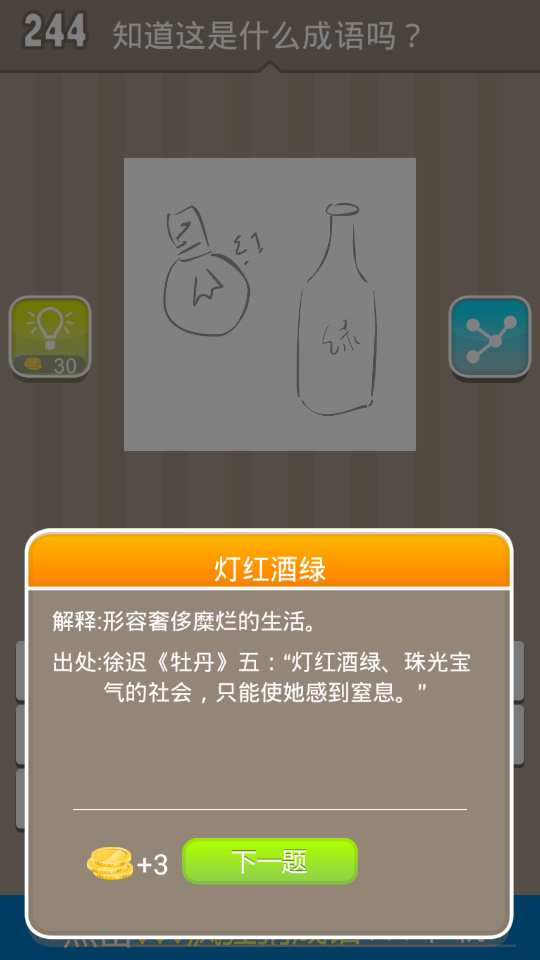 244
知道这是什么成语吗？
红
绿
30
灯红酒绿
解释:形容奢侈糜烂的生活。
出处:徐迟《牡丹》五：“灯红酒绿、珠光宝
气的社会，只能使她感到窒息。”
+3
下一题